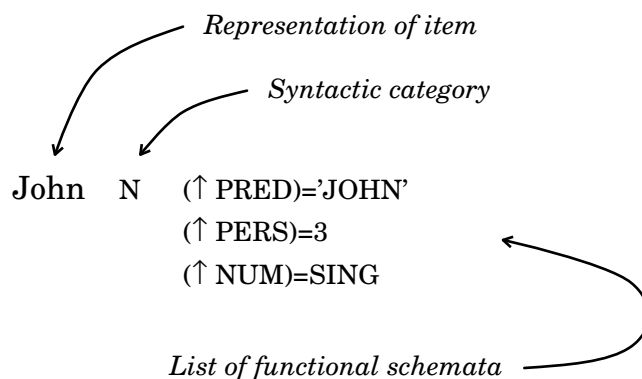 Representation of item
Syntactic category
John N (↑ PRED)='JOHN'
(↑ PERS)=3
(↑ NUM)=SING
List of functional schemata